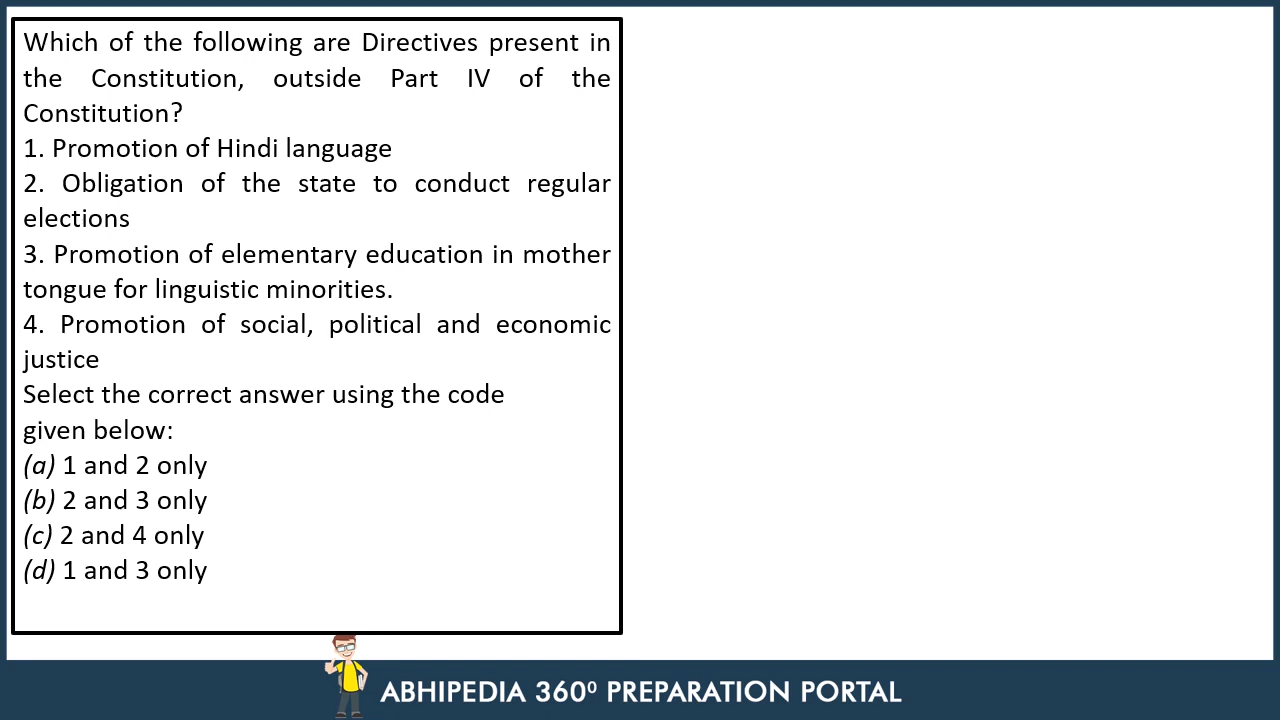 Which of the following are Directives present in
the Constitution, outside Part IV of the
Constitution?
1. Promotion of Hindi language
2. Obligation of the state to conduct regular
elections
3. Promotion of elementary education in mother
tongue for linguistic minorities.
4. Promotion of social, political and economic
justice
Select the correct answer using the code
given below:
(a) 1 and 2 only
(b) 2 and 3 only
(c) 2 and 4 only
(d) 1 and 3 only
ABHIPEDIA 360⁰ PREPARATION PORTAL